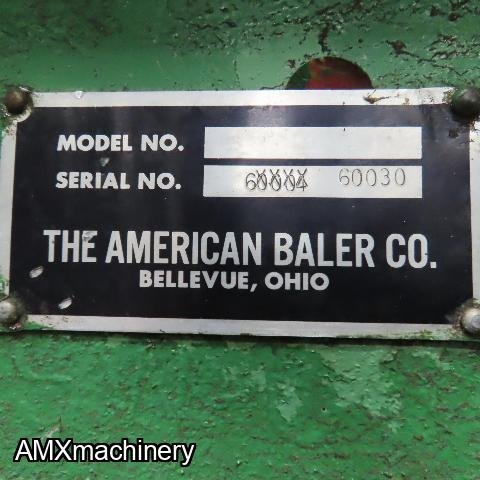 MODEL NO.
SERIAL NO. 60030
THE AMERICAN BALER CO.
BELLEVUE, OHIO
AMXmachinery